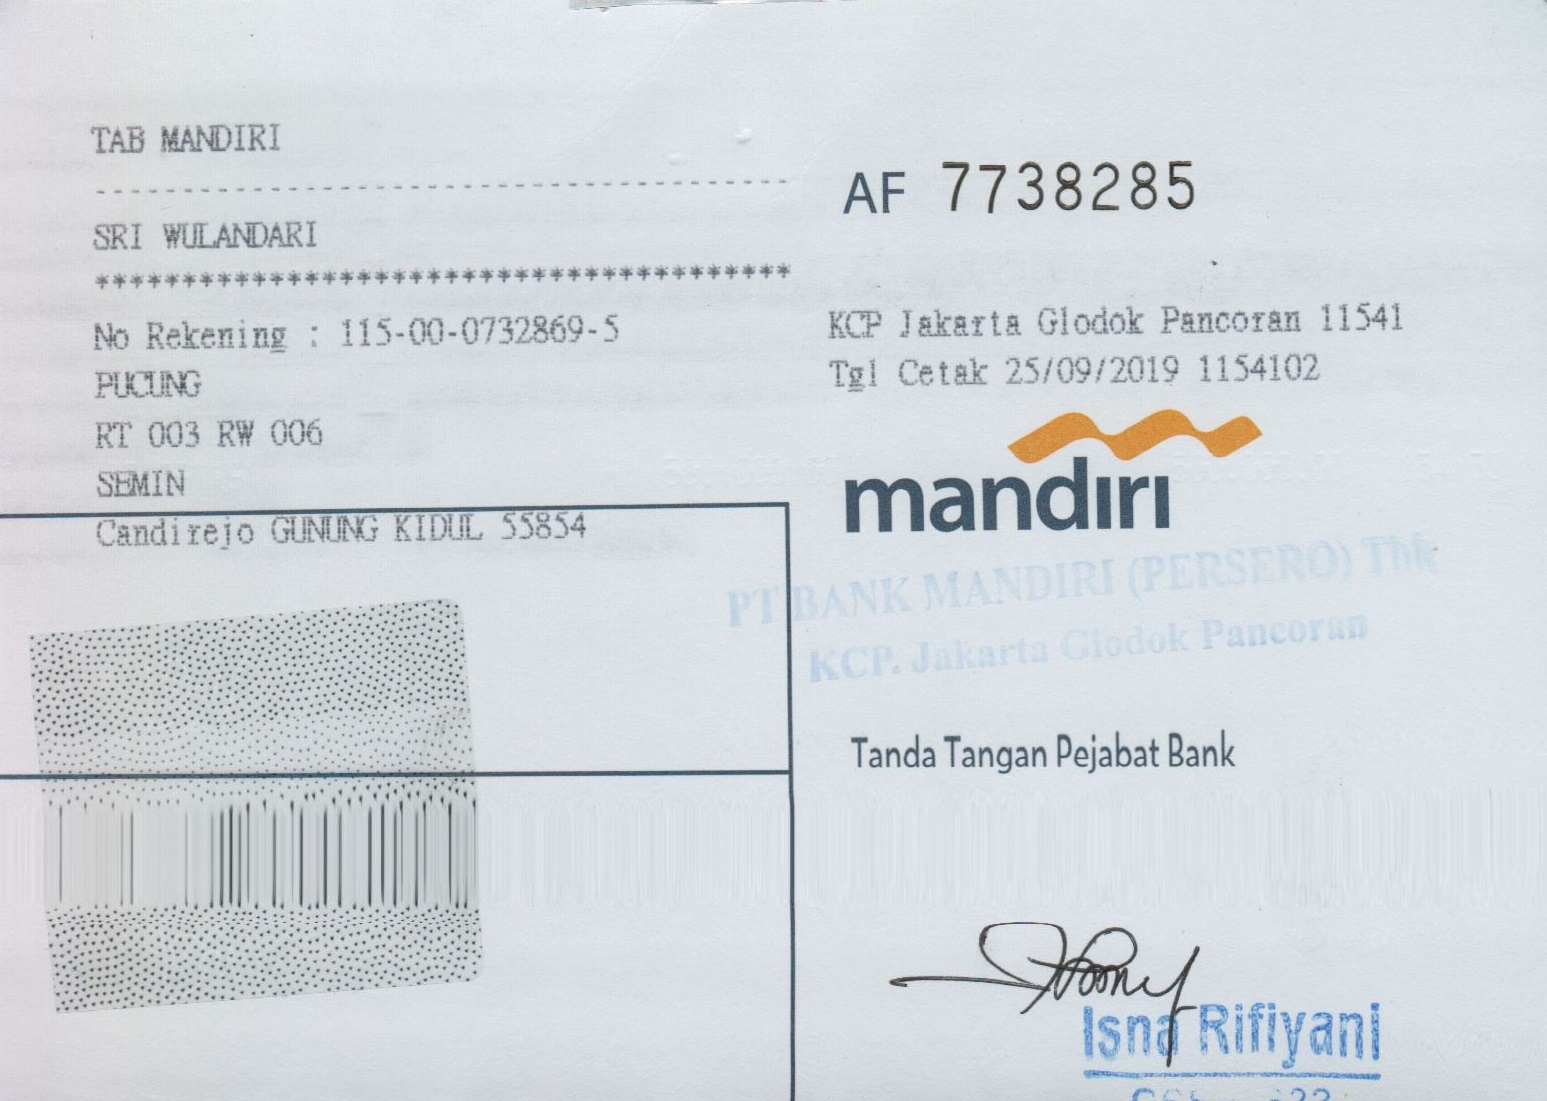 TAB MANDIRI
----------------------------------------
SRI WULANDARI
****************************************
No Rekening : 115-00-0732869-5
PUCUNG
RT 003 RW 006
SEMIN
Candirejo GUNUNG KIDUL 55854
AF 7738285
KCP Jakarta Glodok Pancoran 11541
Tgl Cetak 25/09/2019 1154102
mandiri
PT BANK MANDIRI (PERSERO) Tbk
KCP. Jakarta Glodok Pancoran
Tanda Tangan Pejabat Bank
Isna Rifiyani